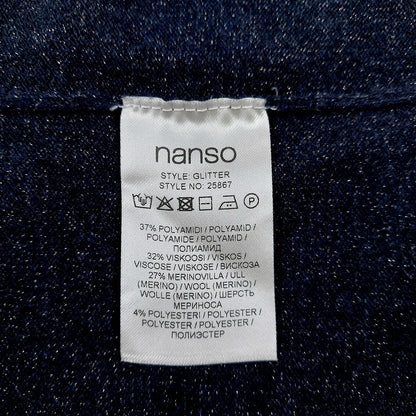 nanso
STYLE: GLITTER
STYLE NO: 25867
P
37% POLYAMIDI / POLYAMID /
POLYAMIDE / POLYAMID /
ПОЛИАМИД
32% VISKOOSI / VISKOS /
VISCOSE / VISKOSE / ВИСКОЗА
27% MERINOVILLA / ULL
(MERINO) / WOOL (MERINO) /
WOLLE (MERINO) / ШЕРСТЬ
МЕРИНОСА
4% POLYESTERI / POLYESTER /
POLYESTER / POLYESTER /
ПОЛИЭСТЕР